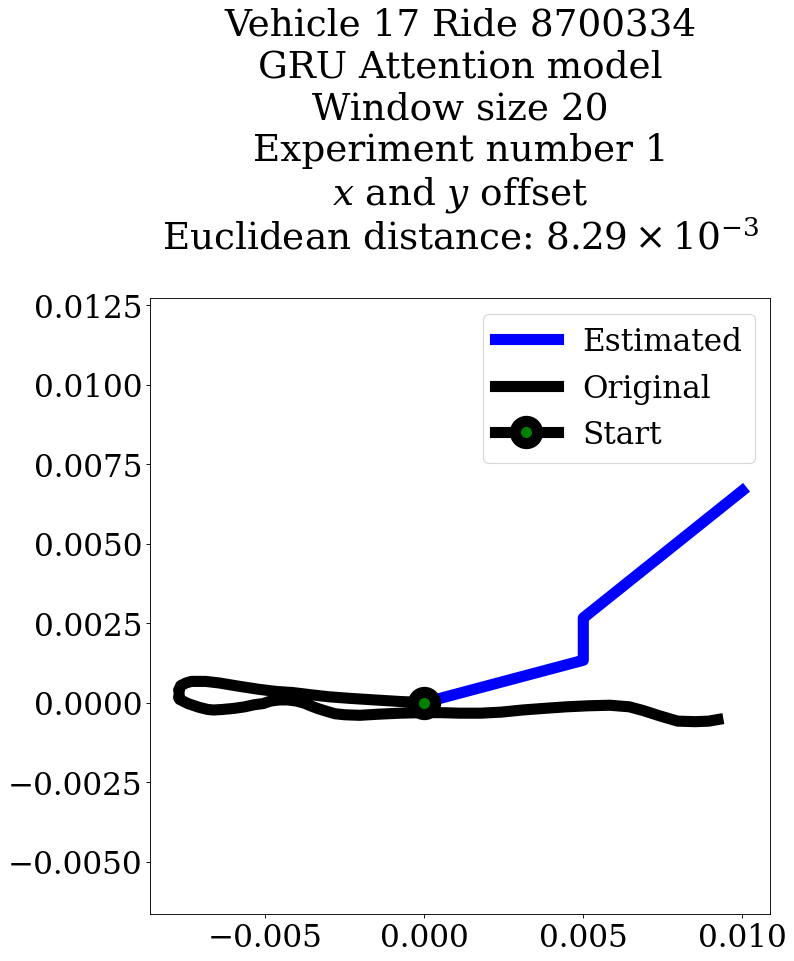 Vehicle 17 Ride 8700334
GRU Attention model
Window size 20
Experiment number 1
x and y offset
Euclidean distance: 8.29 × 10⁻³
0.0125
0.0100
0.0075
0.0050
0.0025
0.0000
−0.0025
−0.0050
Estimated
Original
Start
−0.005
0.000
0.005
0.010